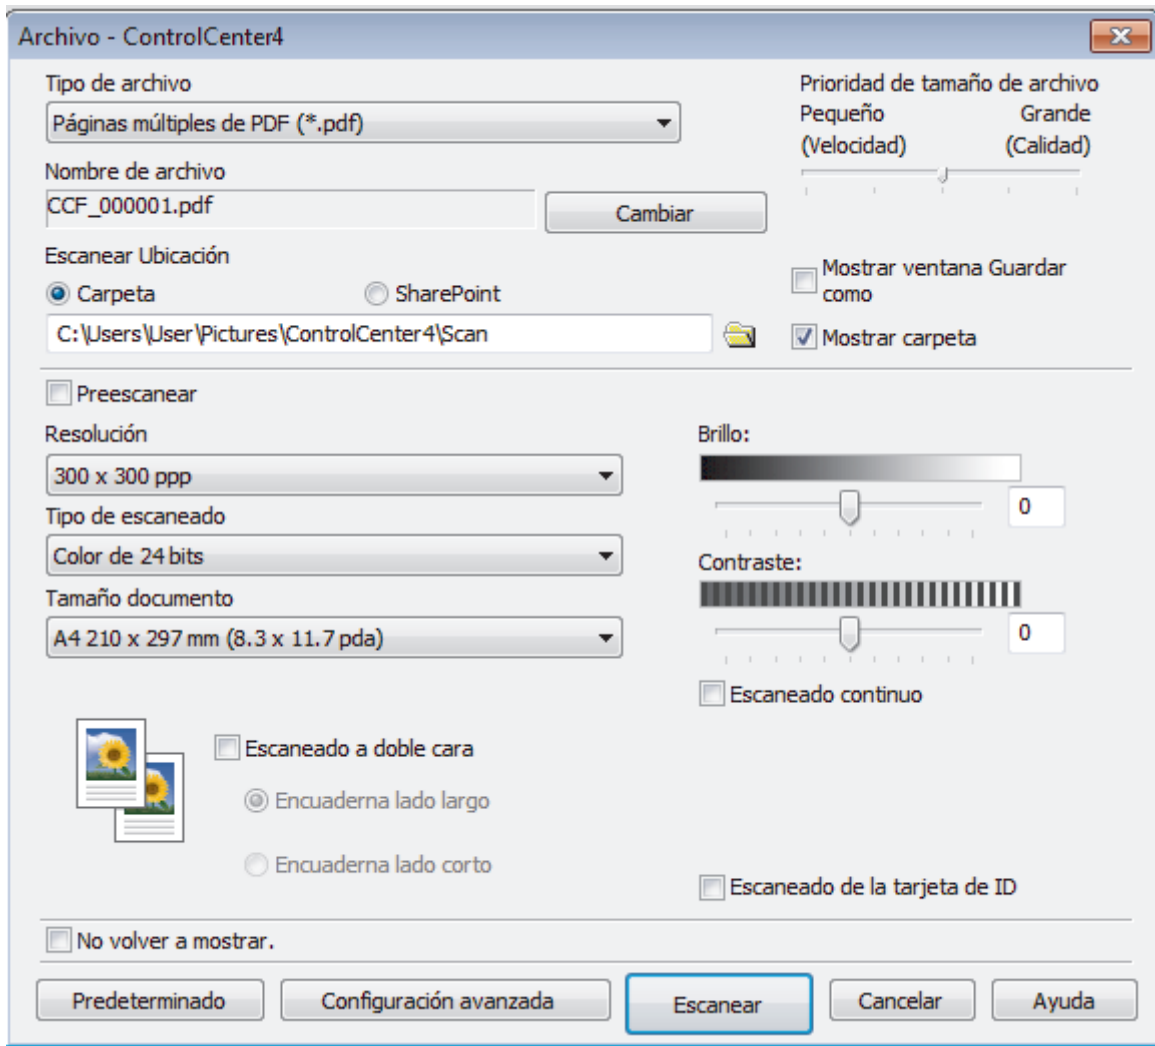 Archivo - ControlCenter4
Tipo de archivo
Páginas múltiples de PDF (*.pdf)
Prioridad de tamaño de archivo
Pequeño Grande
(Velocidad) (Calidad)
Nombre de archivo
CCF_000001.pdf
Cambiar
Escanear Ubicación
Carpeta SharePoint
C:\Users\User\Pictures\ControlCenter4\Scan
Mostrar ventana Guardar
como
Mostrar carpeta
Preescanear
Resolución
300 x 300 ppp
Tipo de escaneado
Color de 24 bits
Tamaño documento
A4 210 x 297 mm (8.3 x 11.7 pda)
Brillo:
0
Contraste:
0
Escaneado continuo
Escaneado a doble cara
Encuaderna lado largo
Encuaderna lado corto
Escaneado de la tarjeta de ID
No volver a mostrar.
Predeterminado Configuración avanzada Escanear Cancelar Ayuda